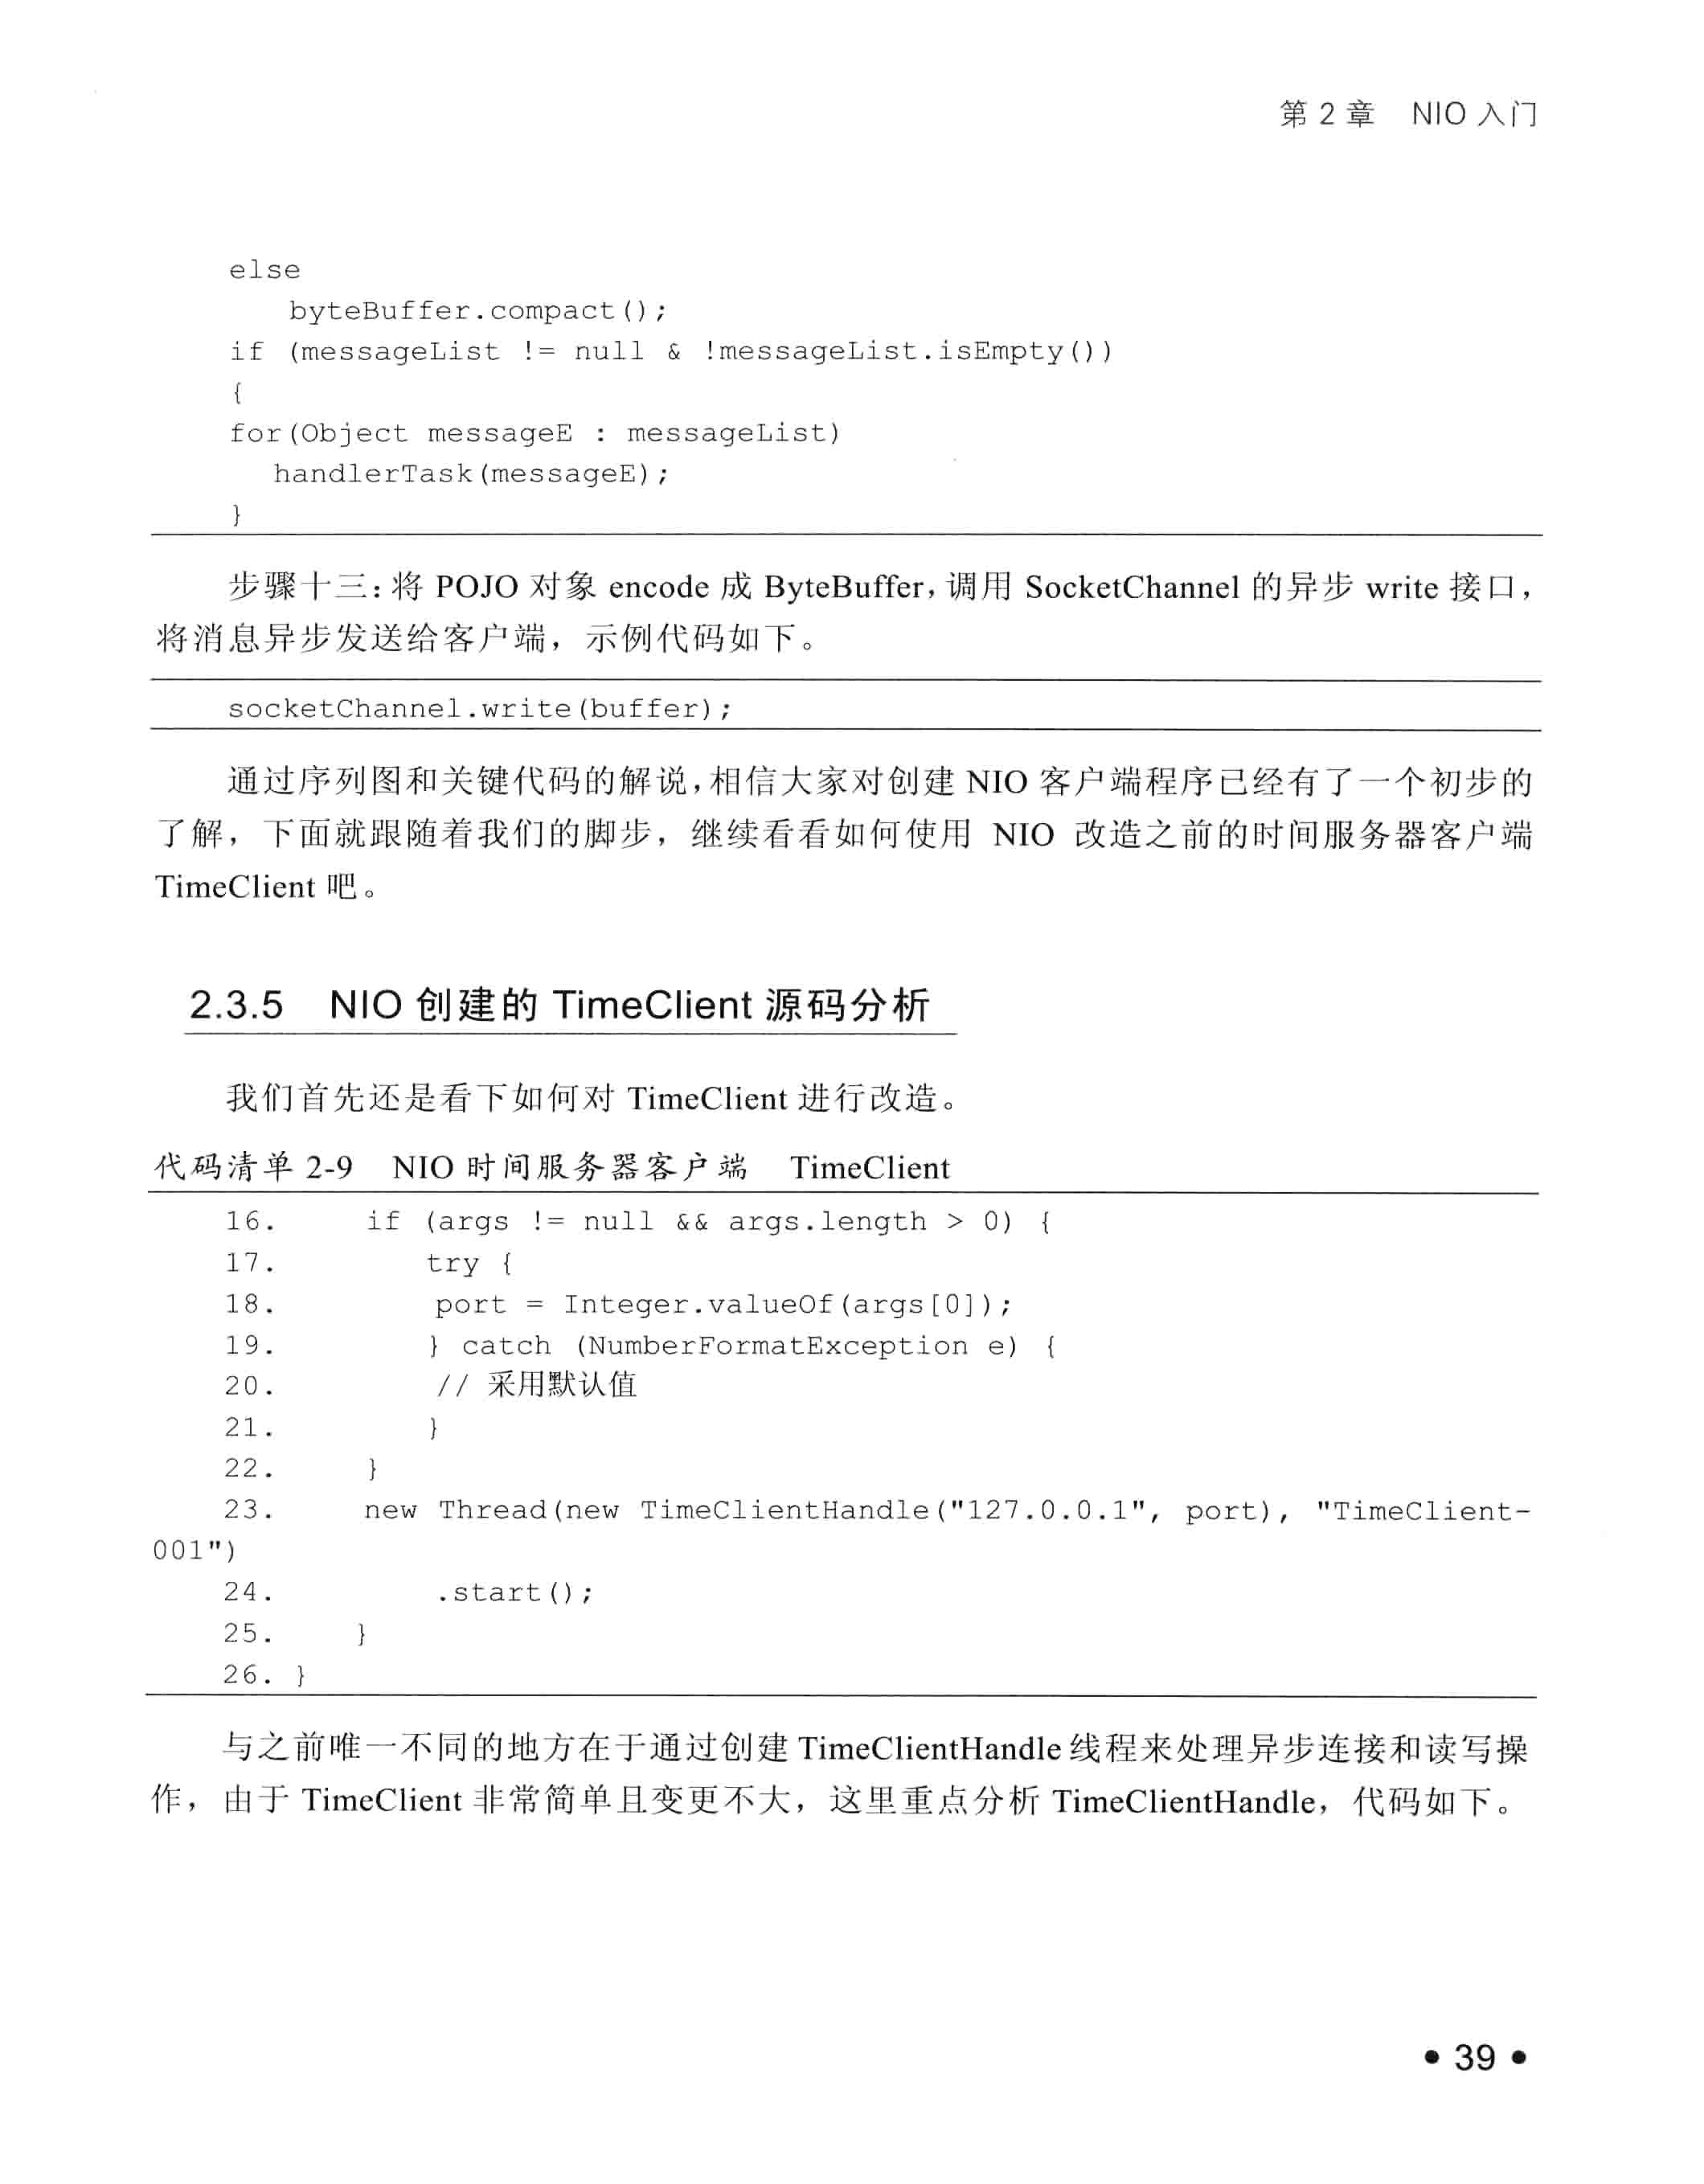 第 2 章 NIO 入门
else
byteBuffer.compact();
if (messageList != null & !messageList.isEmpty())
{
for(Object messageE : messageList)
handlerTask(messageE);
}
步骤十三：将 POJO 对象 encode 成 ByteBuffer，调用 SocketChannel 的异步 write 接口，
将消息异步发送给客户端，示例代码如下。
socketChannel.write(buffer);
通过序列图和关键代码的解说，相信大家对创建 NIO 客户端程序已经有了一个初步的
了解，下面就跟随着我们的脚步，继续看看如何使用 NIO 改造之前的时间服务器客户端
TimeClient 吧。
2.3.5 NIO 创建的 TimeClient 源码分析
我们首先还是看下如何对 TimeClient 进行改造。
代码清单 2-9 NIO 时间服务器客户端 TimeClient
16. if (args != null && args.length > 0) {
17. try {
18. port = Integer.valueOf(args[0]);
19. } catch (NumberFormatException e) {
20. // 采用默认值
21. }
22. }
23. new Thread(new TimeClientHandle("127.0.0.1", port), "TimeClient-
001")
24. .start();
25. }
26. }
与之前唯一不同的地方在于通过创建 TimeClientHandle 线程来处理异步连接和读写操
作，由于 TimeClient 非常简单且变更不大，这里重点分析 TimeClientHandle，代码如下。
• 39 •